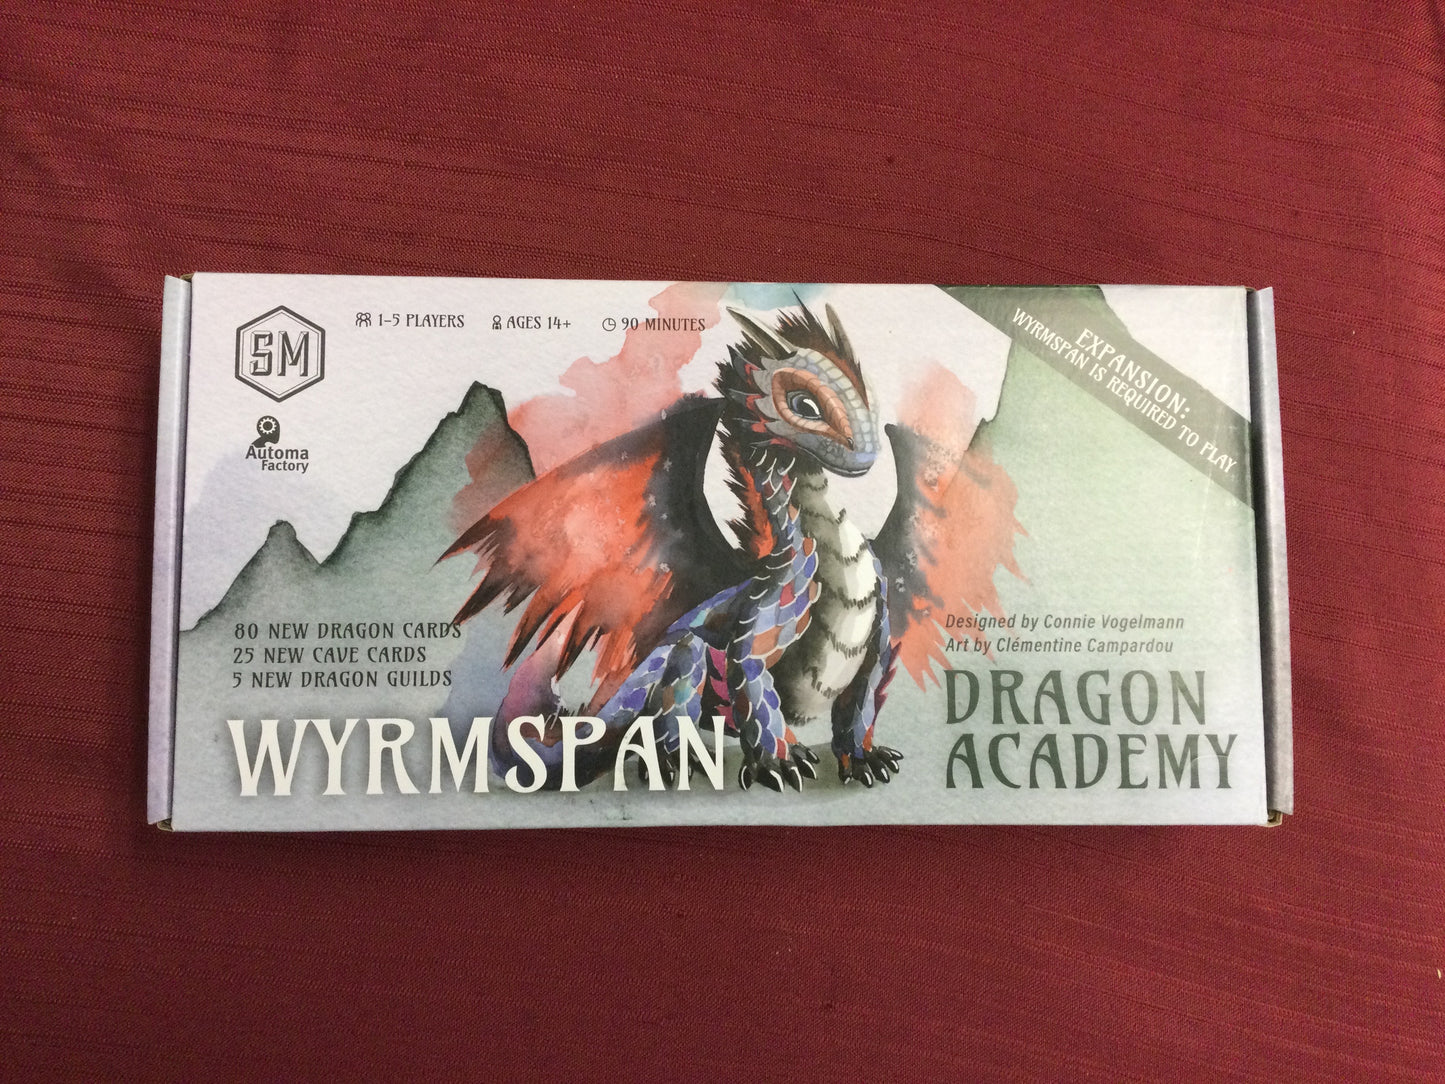 SM
1-5 PLAYERS
AGES 14+
90 MINUTES
EXPANSION:
WYRMSPAN IS REQUIRED TO PLAY
Automa
Factory
80 NEW DRAGON CARDS
25 NEW CAVE CARDS
5 NEW DRAGON GUILDS
WYRMSPAN
Designed by Connie Vogelmann
Art by Clémentine Campardou
DRAGON
ACADEMY